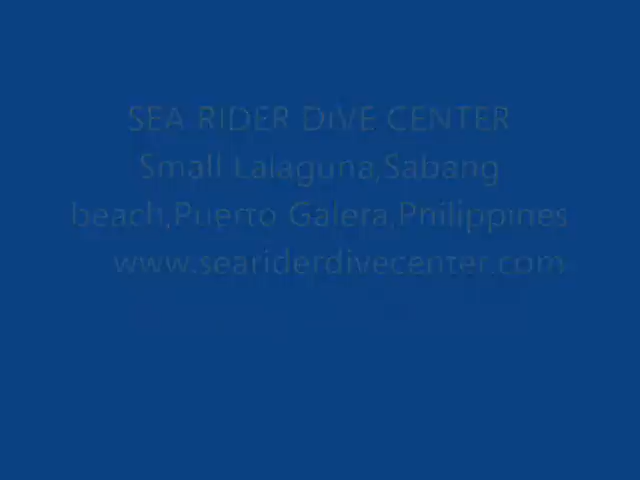 SEA RIDER DIVE CENTER
Small Lalaguna,Sabang
beach,Puerto Galera,Philippines
www.seariderdivecenter.com